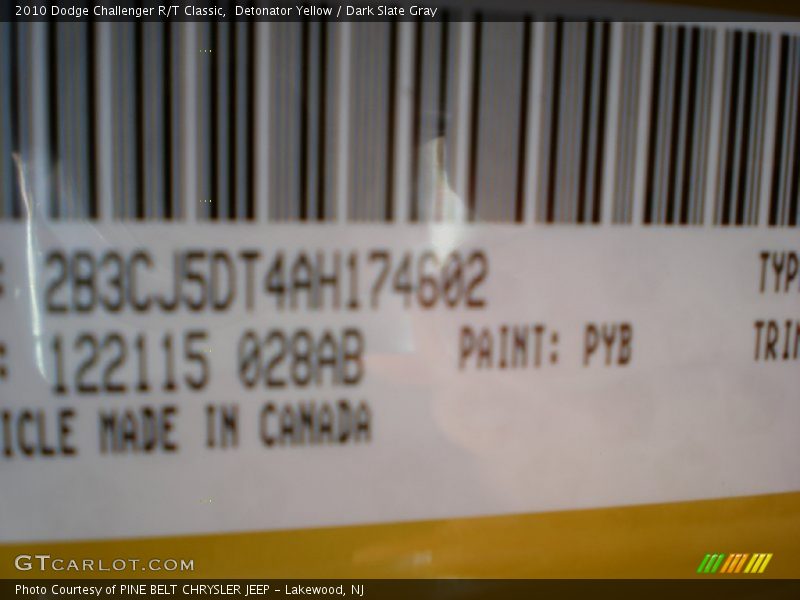 2010 Dodge Challenger R/T Classic, Detonator Yellow / Dark Slate Gray
: 2B3CJ5DT4AH174602 TYP
: 122115 028AB PAINT: PYB TRIM
ICLE MADE IN CANADA
GTCARLOT.COM
Photo Courtesy of PINE BELT CHRYSLER JEEP - Lakewood, NJ